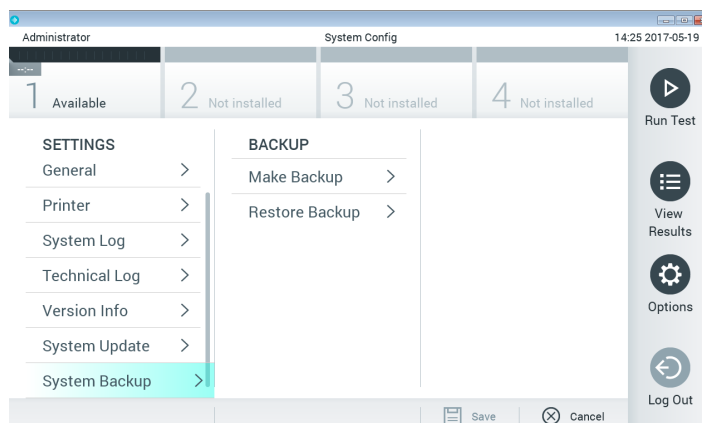 Administrator
System Config
14:25 2017-05-19
--:--
1 Available
2 Not installed
3 Not installed
4 Not installed
Run Test
SETTINGS
General
Printer
System Log
Technical Log
Version Info
System Update
System Backup
BACKUP
Make Backup
Restore Backup
View
Results
Options
Log Out
Save
Cancel